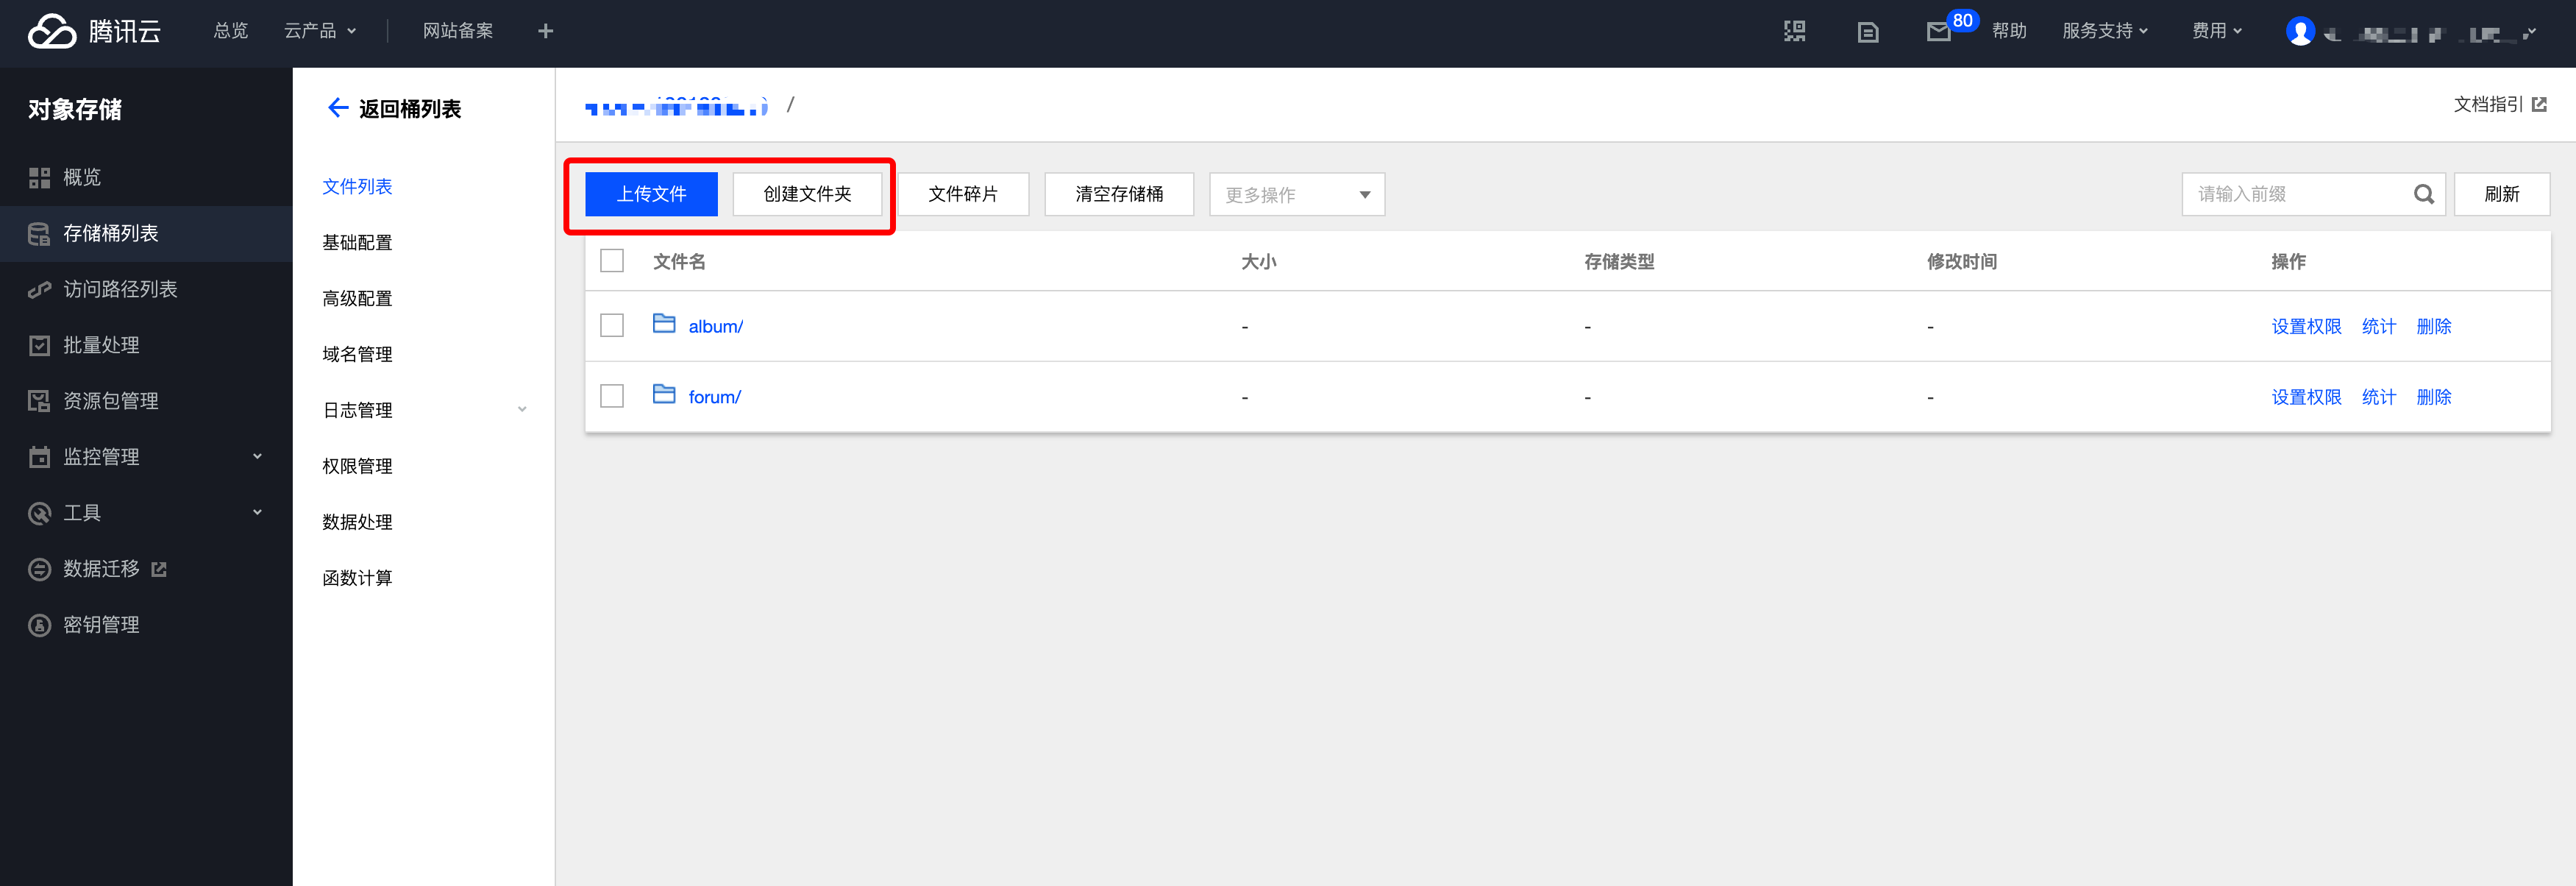 腾讯云 总览 云产品 网站备案 80 帮助 服务支持 费用
对象存储
概览
存储桶列表
访问路径列表
批量处理
资源包管理
监控管理
工具
数据迁移
密钥管理
返回桶列表
文件列表
基础配置
高级配置
域名管理
日志管理
权限管理
数据处理
函数计算
/ 文档指引
上传文件 创建文件夹 文件碎片 清空存储桶 更多操作 请输入前缀 刷新
文件名 大小 存储类型 修改时间 操作
album/ - - - 设置权限 统计 删除
forum/ - - - 设置权限 统计 删除